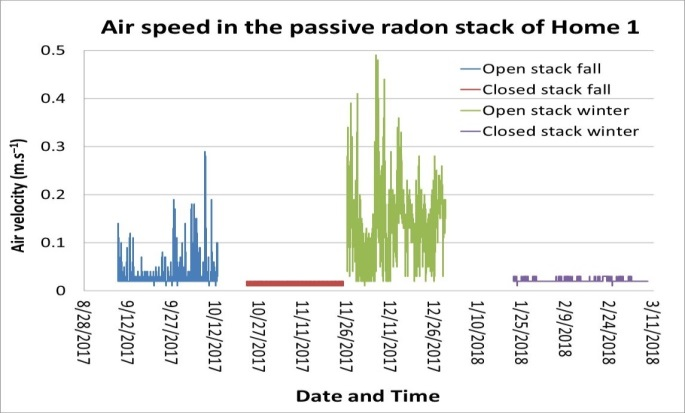 Air speed in the passive radon stack of Home 1
Open stack fall
Closed stack fall
Open stack winter
Closed stack winter
Air velocity (m.s⁻¹)
0.5
0.4
0.3
0.2
0.1
0
8/28/2017
9/12/2017
9/27/2017
10/12/2017
10/27/2017
11/11/2017
11/26/2017
12/11/2017
12/26/2017
1/10/2018
1/25/2018
2/9/2018
2/24/2018
3/11/2018
Date and Time